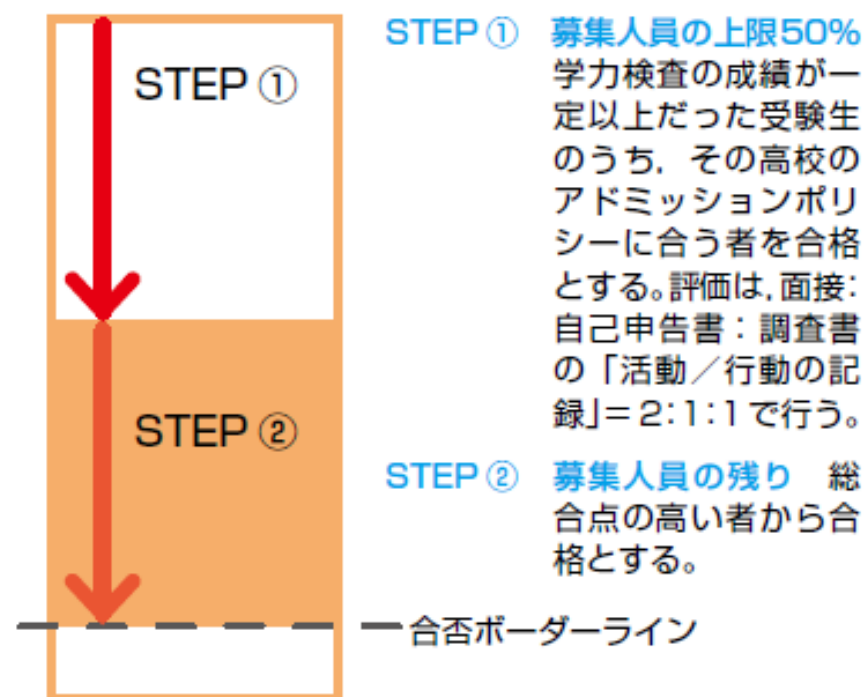 STEP ①
STEP ① 募集人員の上限50%
学力検査の成績が一
定以上だった受験生
のうち，その高校の
アドミッションポリ
シーに合う者を合格
とする。評価は，面接：
自己申告書：調査書
の「活動／行動の記
録」＝2：1：1で行う。
STEP ②
STEP ② 募集人員の残り　総
合点の高い者から合
格とする。
合否ボーダーライン